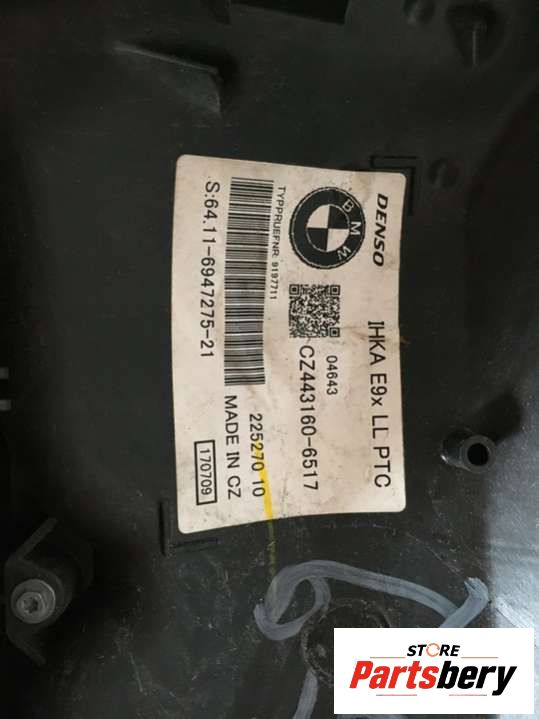 DENSO
IHKA E9x LL PTC
BMW
04643
CZ443160-6517
TYPPRUEFNR: 9197711
225270 10
S:64.11-6947275-21
MADE IN CZ
170709
STORE
Partsbery